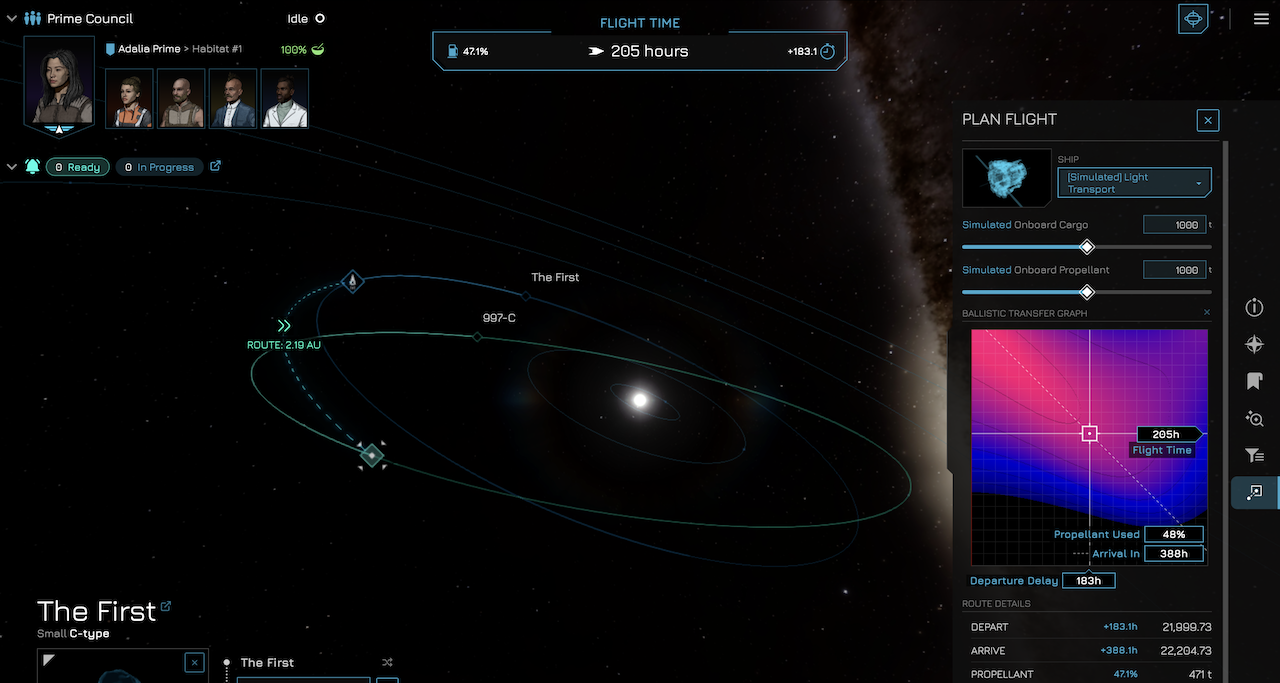 Prime Council
Idle
Adalia Prime > Habitat #1
100%
0 Ready
0 In Progress
FLIGHT TIME
47.1%
205 hours
+183.1
The First
997-C
ROUTE: 2.19 AU
The First
Small C-type
The First
PLAN FLIGHT
SHIP
[Simulated] Light
Transport
Simulated Onboard Cargo
1000 t
Simulated Onboard Propellant
1000 t
BALLISTIC TRANSFER GRAPH
205h
Flight Time
Propellant Used 48%
Arrival In 388h
Departure Delay 183h
ROUTE DETAILS
DEPART +183.1h 21,999.73
ARRIVE +388.1h 22,204.73
PROPELLANT 47.1% 471 t